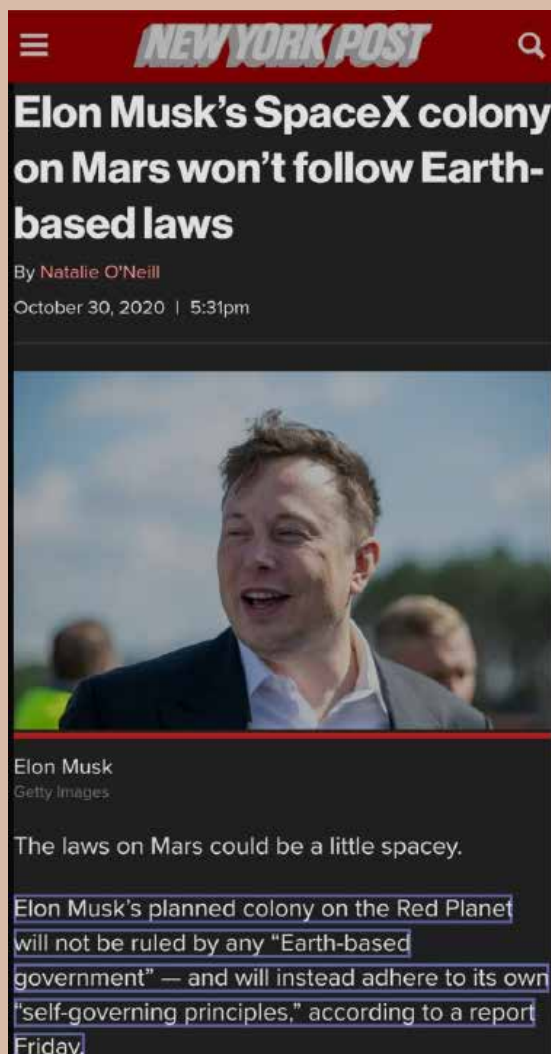 NEW YORK POST
Elon Musk’s SpaceX colony
on Mars won’t follow Earth-
based laws
By Natalie O’Neill
October 30, 2020 | 5:31pm
Elon Musk
Getty Images
The laws on Mars could be a little spacey.
Elon Musk’s planned colony on the Red Planet
will not be ruled by any “Earth-based
government” — and will instead adhere to its own
“self-governing principles,” according to a report
Friday.